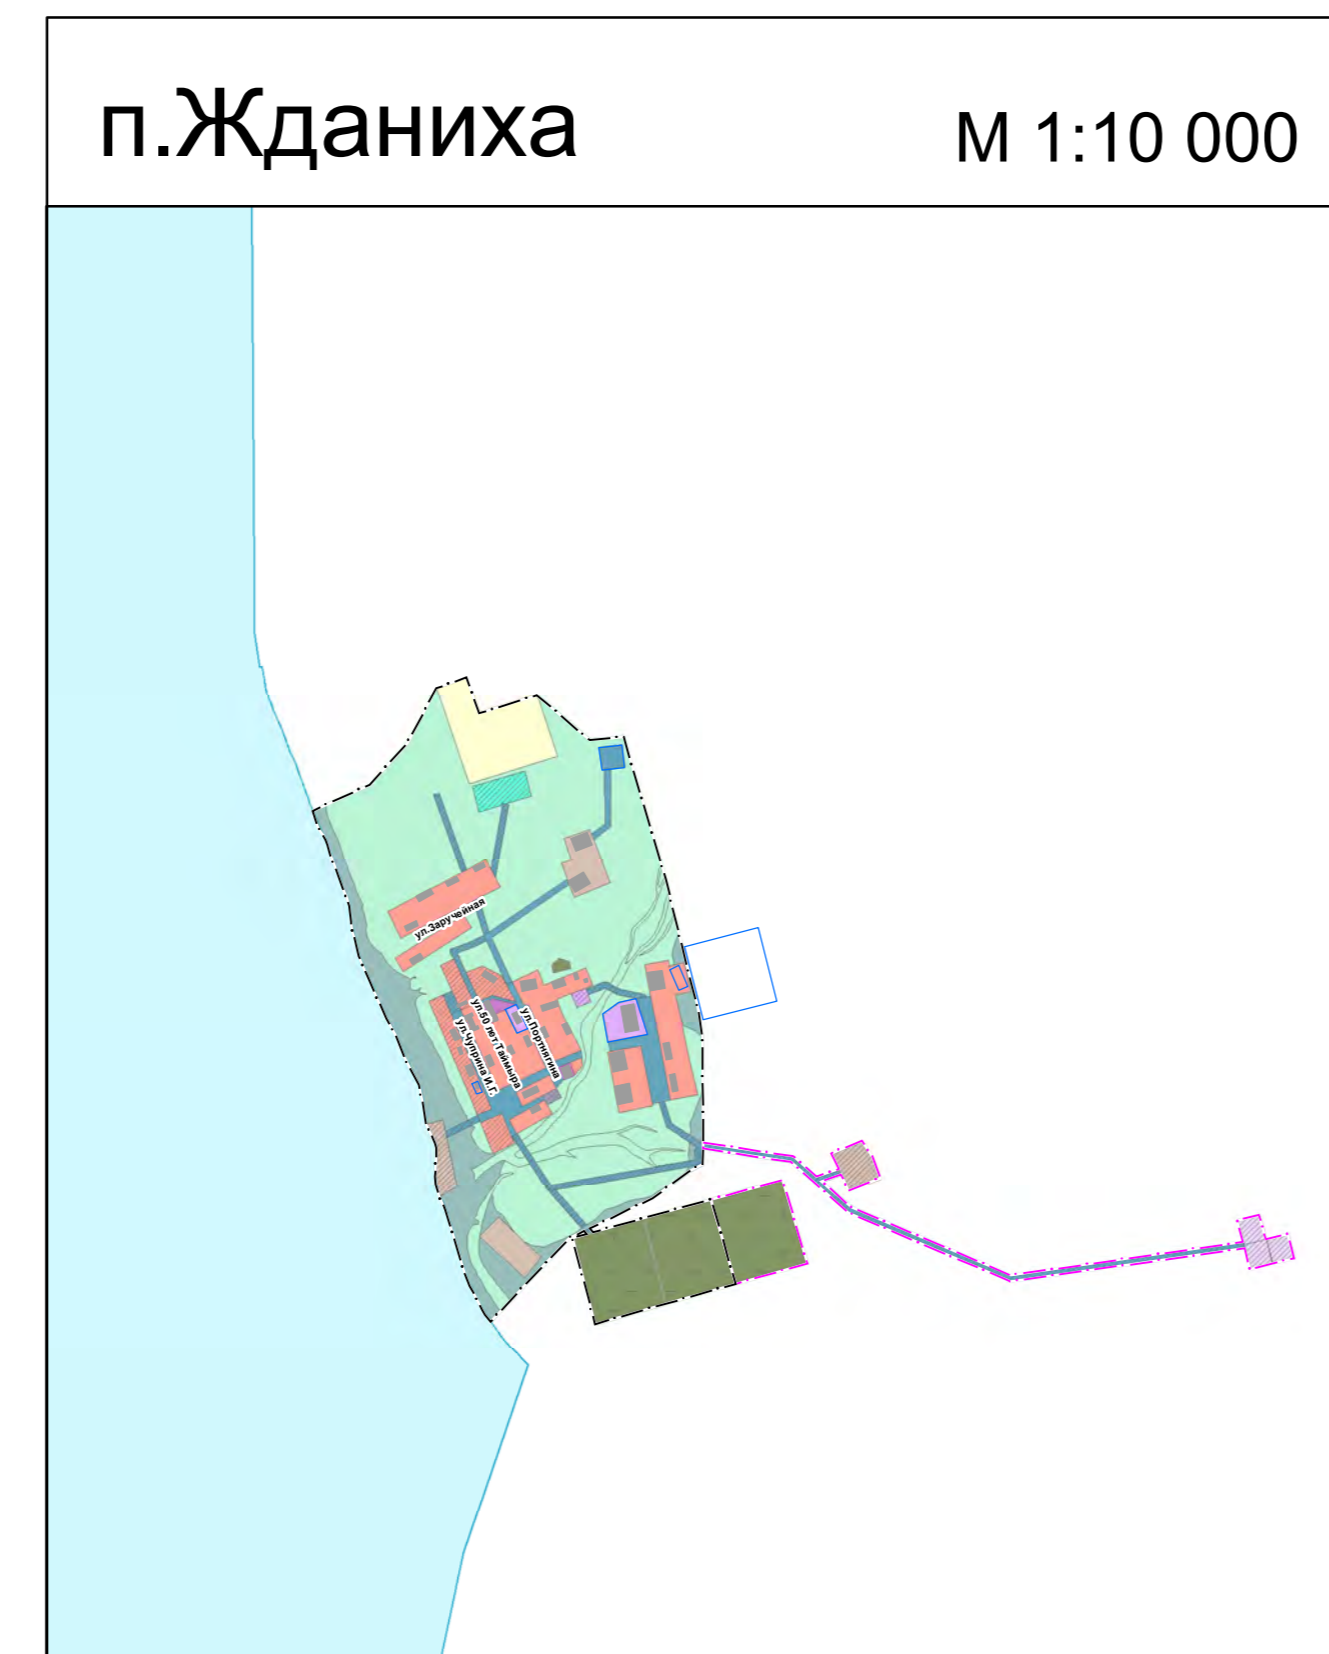 п.Жданиха
М 1:10 000
ул.Заручейная
ул.Портнягина
ул.50 лет.Таймыра
ул.Чуприна И.Г.